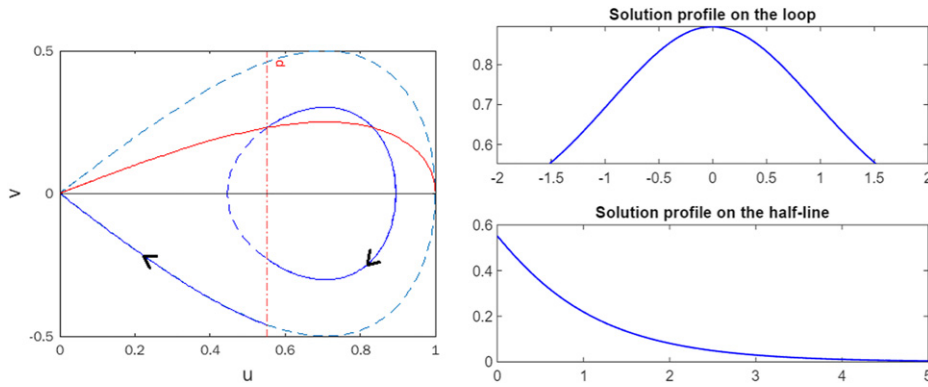 0.5
p
0
-0.5
v
0 0.2 0.4 0.6 0.8 1
u
Solution profile on the loop
0.8
0.7
0.6
-2 -1.5 -1 -0.5 0 0.5 1 1.5 2
Solution profile on the half-line
0.6
0.4
0.2
0
0 1 2 3 4 5